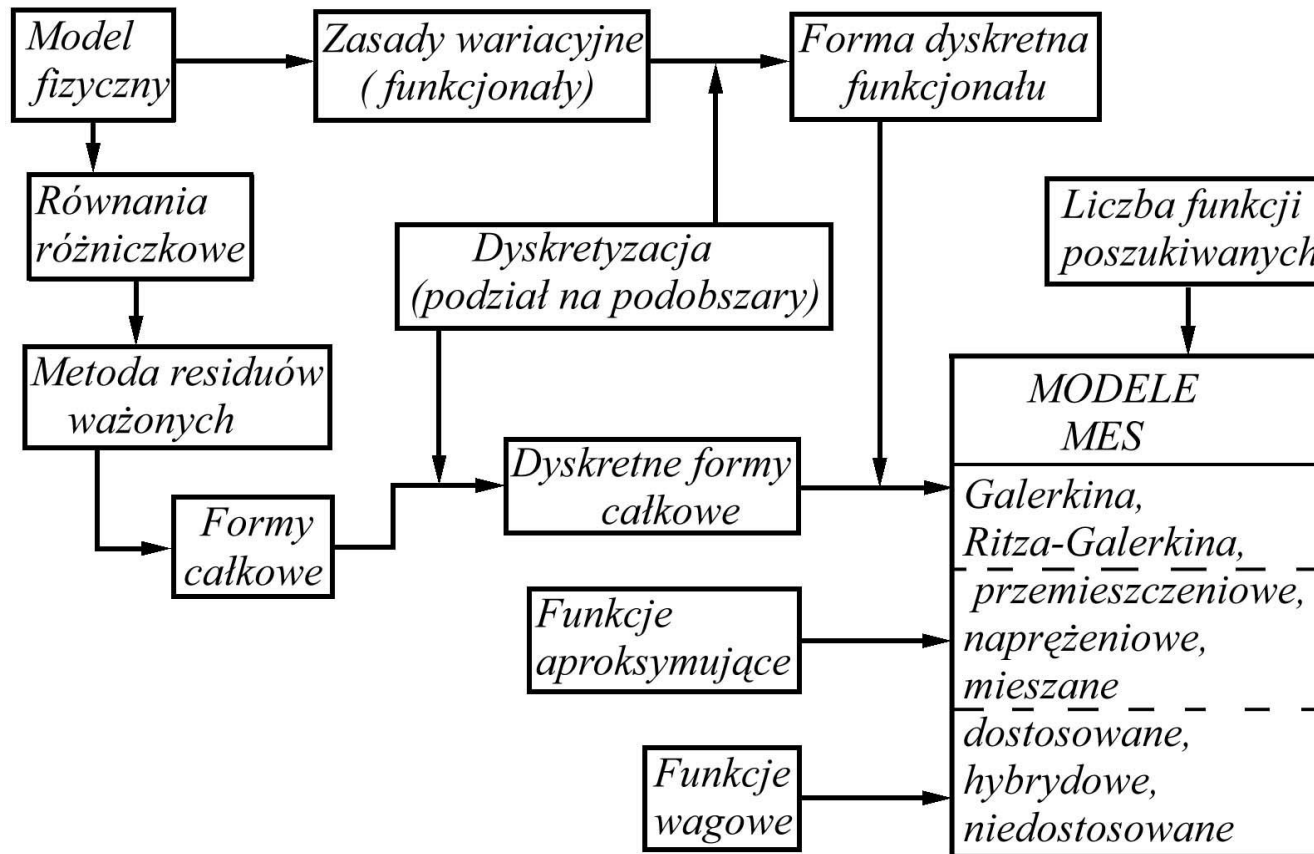 Model
fizyczny
Zasady wariacyjne
( funkcjonały)
Forma dyskretna
funkcjonału
Równania
różniczkowe
Dyskretyzacja
(podział na podobszary)
Liczba funkcji
poszukiwanych
Metoda residuów
ważonych
Formy
całkowe
Dyskretne formy
całkowe
Funkcje
aproksymujące
Funkcje
wagowe
MODELE
MES
Galerkina,
Ritza-Galerkina,
przemieszczeniowe,
naprężeniowe,
mieszane
dostosowane,
hybrydowe,
niedostosowane